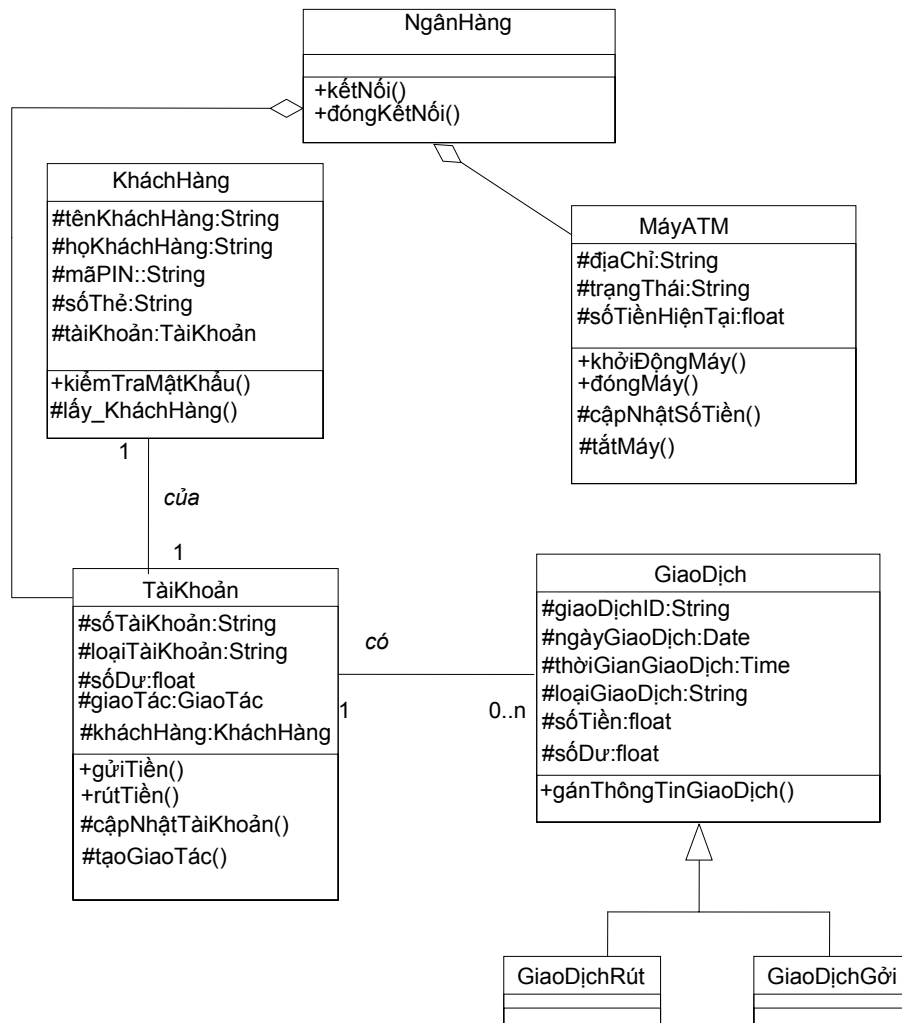 NgânHàng
+kếtNối()
+đóngKếtNối()
KháchHàng
#tênKháchHàng:String
#họKháchHàng:String
#mãPIN::String
#sốThẻ:String
#tàiKhoản:TàiKhoản
+kiểmTraMậtKhẩu()
#lấy_KháchHàng()
MáyATM
#địaChỉ:String
#trạngThái:String
#sốTiềnHiệnTại:float
+khởiĐộngMáy()
+đóngMáy()
#cậpNhậtSốTiền()
#tắtMáy()
1
của
1
TàiKhoản
#sốTàiKhoản:String
#loạiTàiKhoản:String
#sốDư:float
#giaoTác:GiaoTác
#kháchHàng:KháchHàng
+gửiTiền()
+rútTiền()
#cậpNhậtTàiKhoản()
#tạoGiaoTác()
có
1
0..n
GiaoDịch
#giaoDịchID:String
#ngàyGiaoDịch:Date
#thờiGianGiaoDịch:Time
#loạiGiaoDịch:String
#sốTiền:float
#sốDư:float
+gánThôngTinGiaoDịch()
GiaoDịchRút
GiaoDịchGởi